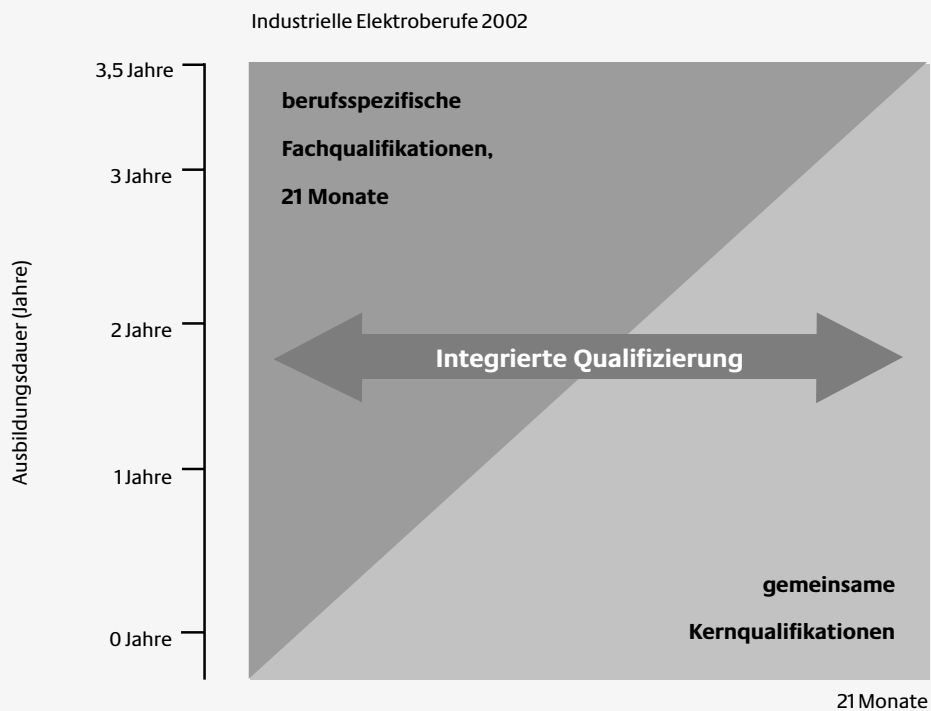 Industrielle Elektroberufe 2002
3,5 Jahre
3 Jahre
2 Jahre
1 Jahre
0 Jahre
Ausbildungsdauer (Jahre)
berufsspezifische
Fachqualifikationen,
21 Monate
Integrierte Qualifizierung
gemeinsame
Kernqualifikationen
21 Monate